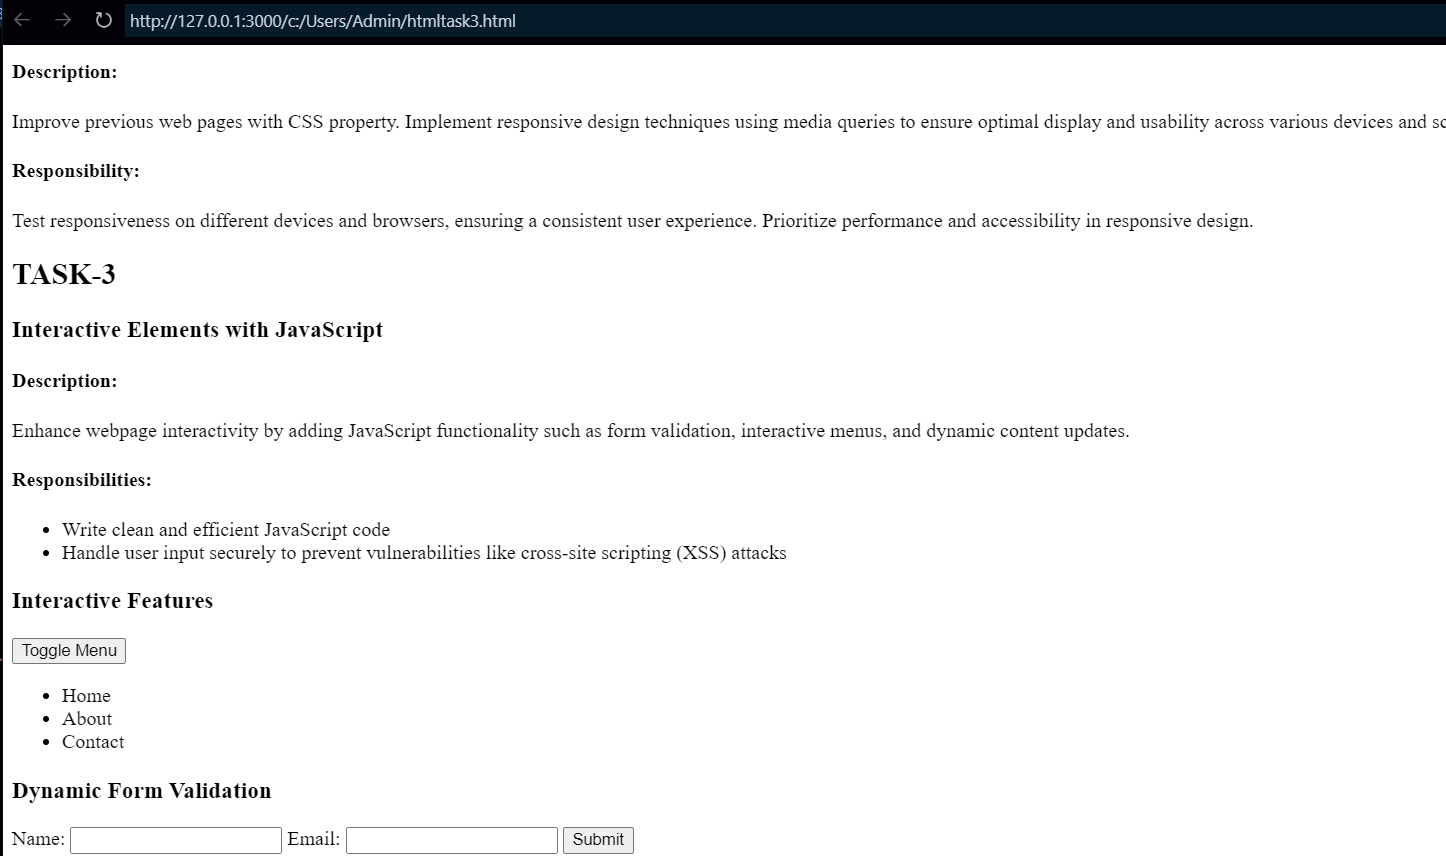 http://127.0.0.1:3000/c:/Users/Admin/htmltask3.html
Description:
Improve previous web pages with CSS property. Implement responsive design techniques using media queries to ensure optimal display and usability across various devices and
Responsibility:
Test responsiveness on different devices and browsers, ensuring a consistent user experience. Prioritize performance and accessibility in responsive design.
TASK-3
Interactive Elements with JavaScript
Description:
Enhance webpage interactivity by adding JavaScript functionality such as form validation, interactive menus, and dynamic content updates.
Responsibilities:
• Write clean and efficient JavaScript code
• Handle user input securely to prevent vulnerabilities like cross-site scripting (XSS) attacks
Interactive Features
Toggle Menu
• Home
• About
• Contact
Dynamic Form Validation
Name: Email: Submit